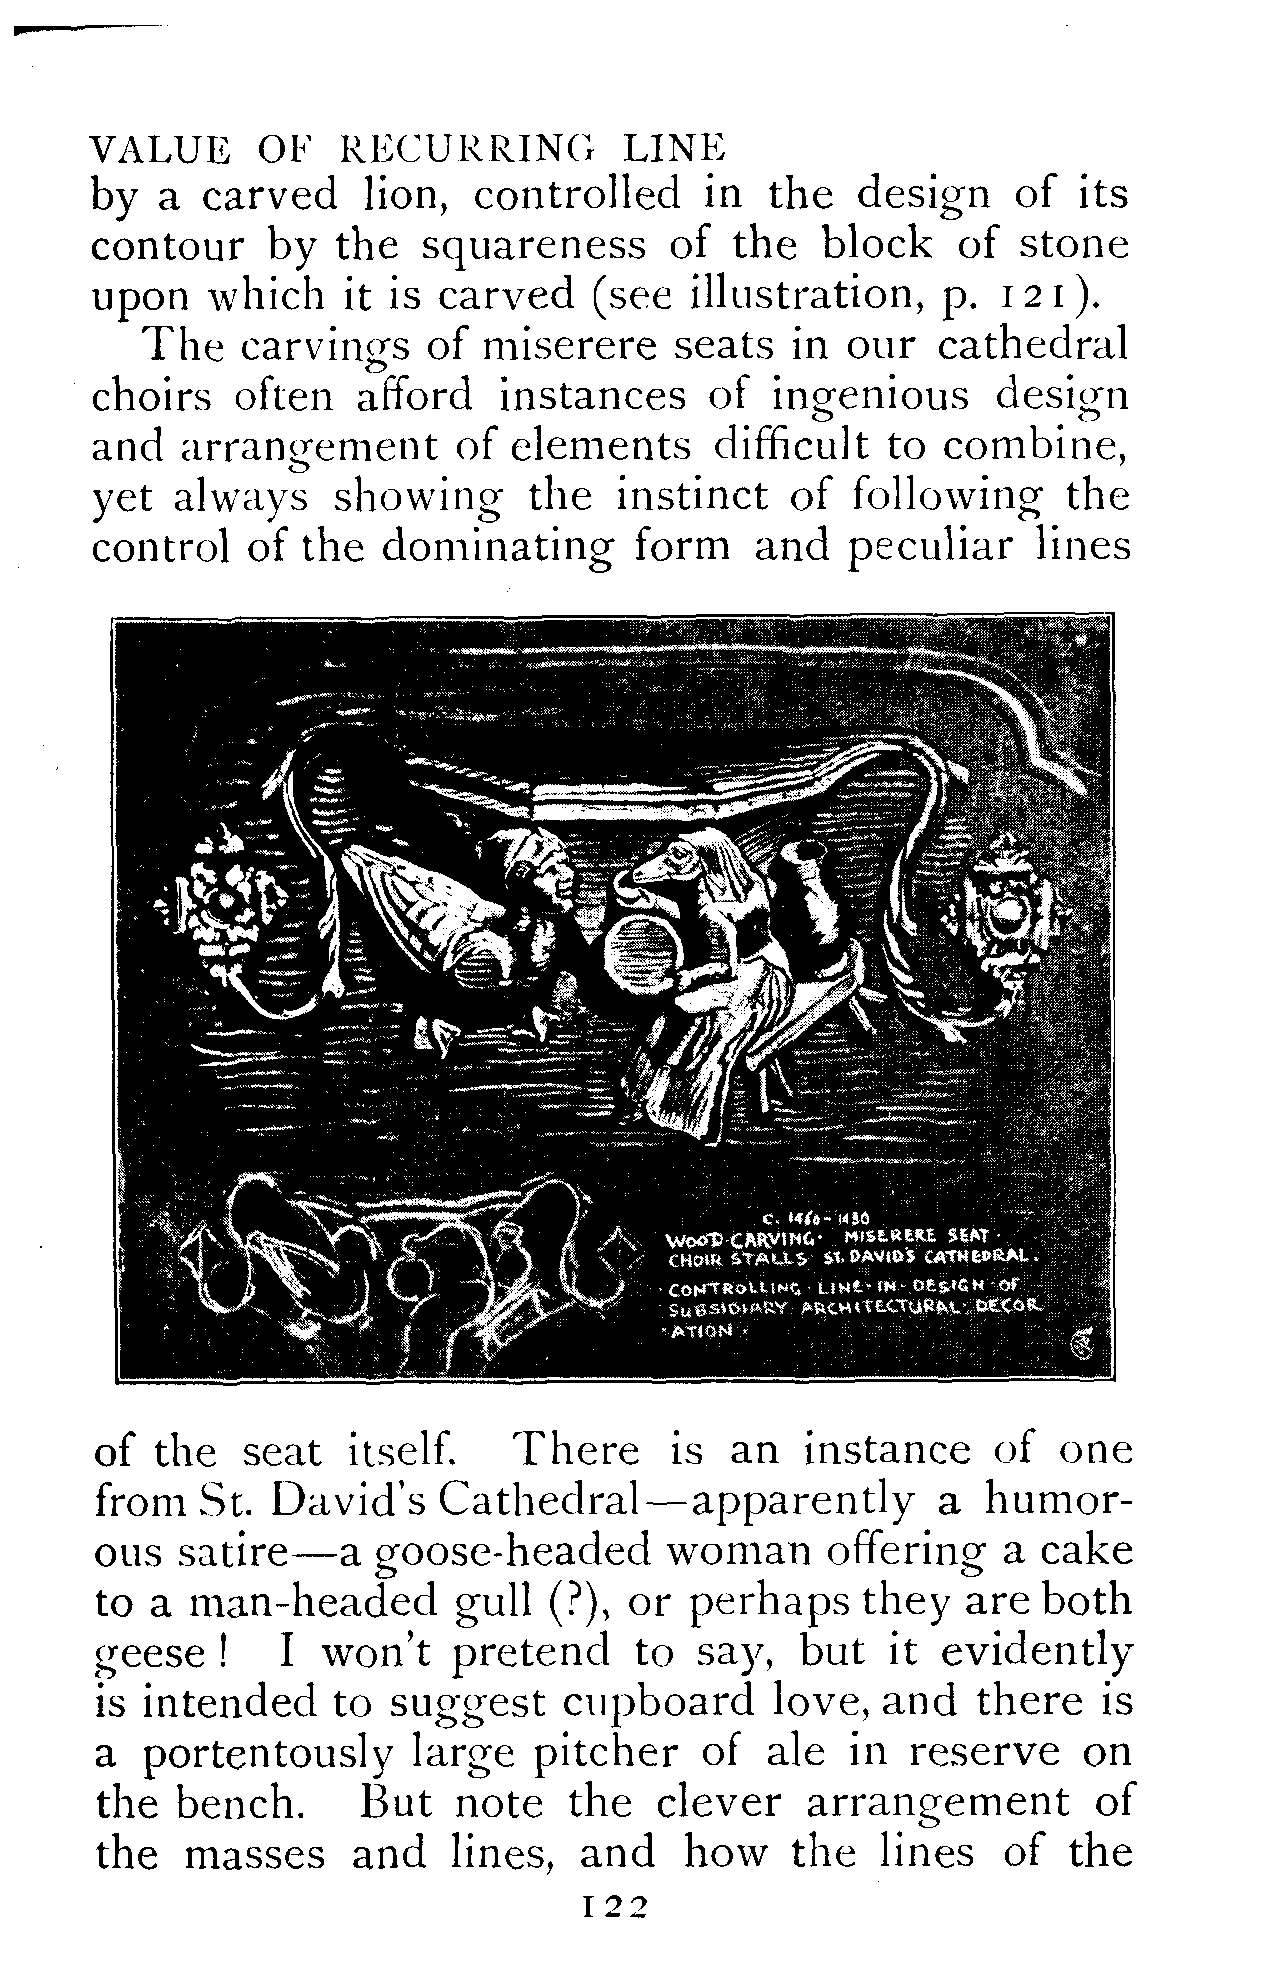 VALUE OF RECURRING LINE
by a carved lion, controlled in the design of its
contour by the squareness of the block of stone
upon which it is carved (see illustration, p. 121).
The carvings of miserere seats in our cathedral
choirs often afford instances of ingenious design
and arrangement of elements difficult to combine,
yet always showing the instinct of following the
control of the dominating form and peculiar lines
C. 1460-1480
WOOD·CARVING· MISERERE SEAT·
CHOIR STALLS· ST. DAVID'S CATHEDRAL.
·CONTROLLING·LINE·IN·DESIGN·OF
SUBSIDIARY ARCHITECTURAL·DECOR-
·ATION·
of the seat itself. There is an instance of one
from St. David's Cathedral—apparently a humor-
ous satire—a goose-headed woman offering a cake
to a man-headed gull (?), or perhaps they are both
geese ! I won't pretend to say, but it evidently
is intended to suggest cupboard love, and there is
a portentously large pitcher of ale in reserve on
the bench. But note the clever arrangement of
the masses and lines, and how the lines of the
122